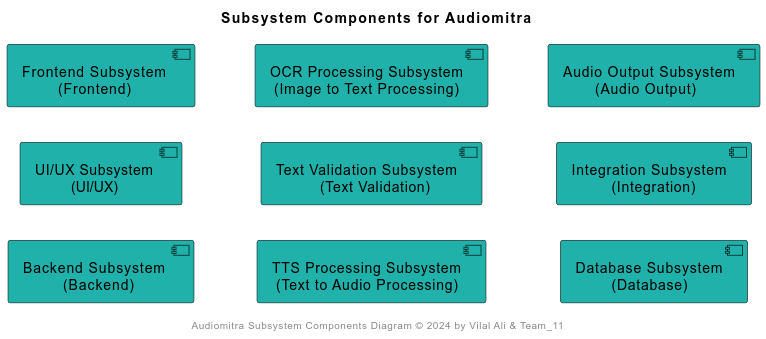 Subsystem Components for Audiomitra
Frontend Subsystem
(Frontend)
OCR Processing Subsystem
(Image to Text Processing)
Audio Output Subsystem
(Audio Output)
UI/UX Subsystem
(UI/UX)
Text Validation Subsystem
(Text Validation)
Integration Subsystem
(Integration)
Backend Subsystem
(Backend)
TTS Processing Subsystem
(Text to Audio Processing)
Database Subsystem
(Database)
Audiomitra Subsystem Components Diagram © 2024 by Vilal Ali & Team_11